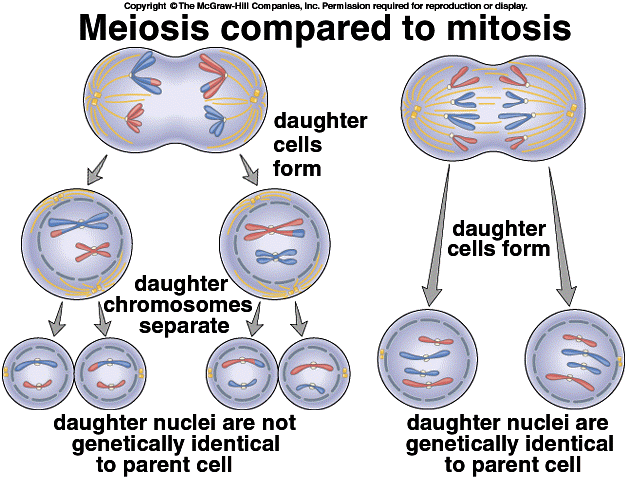 Copyright © The McGraw-Hill Companies, Inc. Permission required for reproduction or display.
Meiosis compared to mitosis
daughter
cells
form
daughter
cells form
daughter
chromosomes
separate
daughter nuclei are not
genetically identical
to parent cell
daughter nuclei are
genetically identical
to parent cell